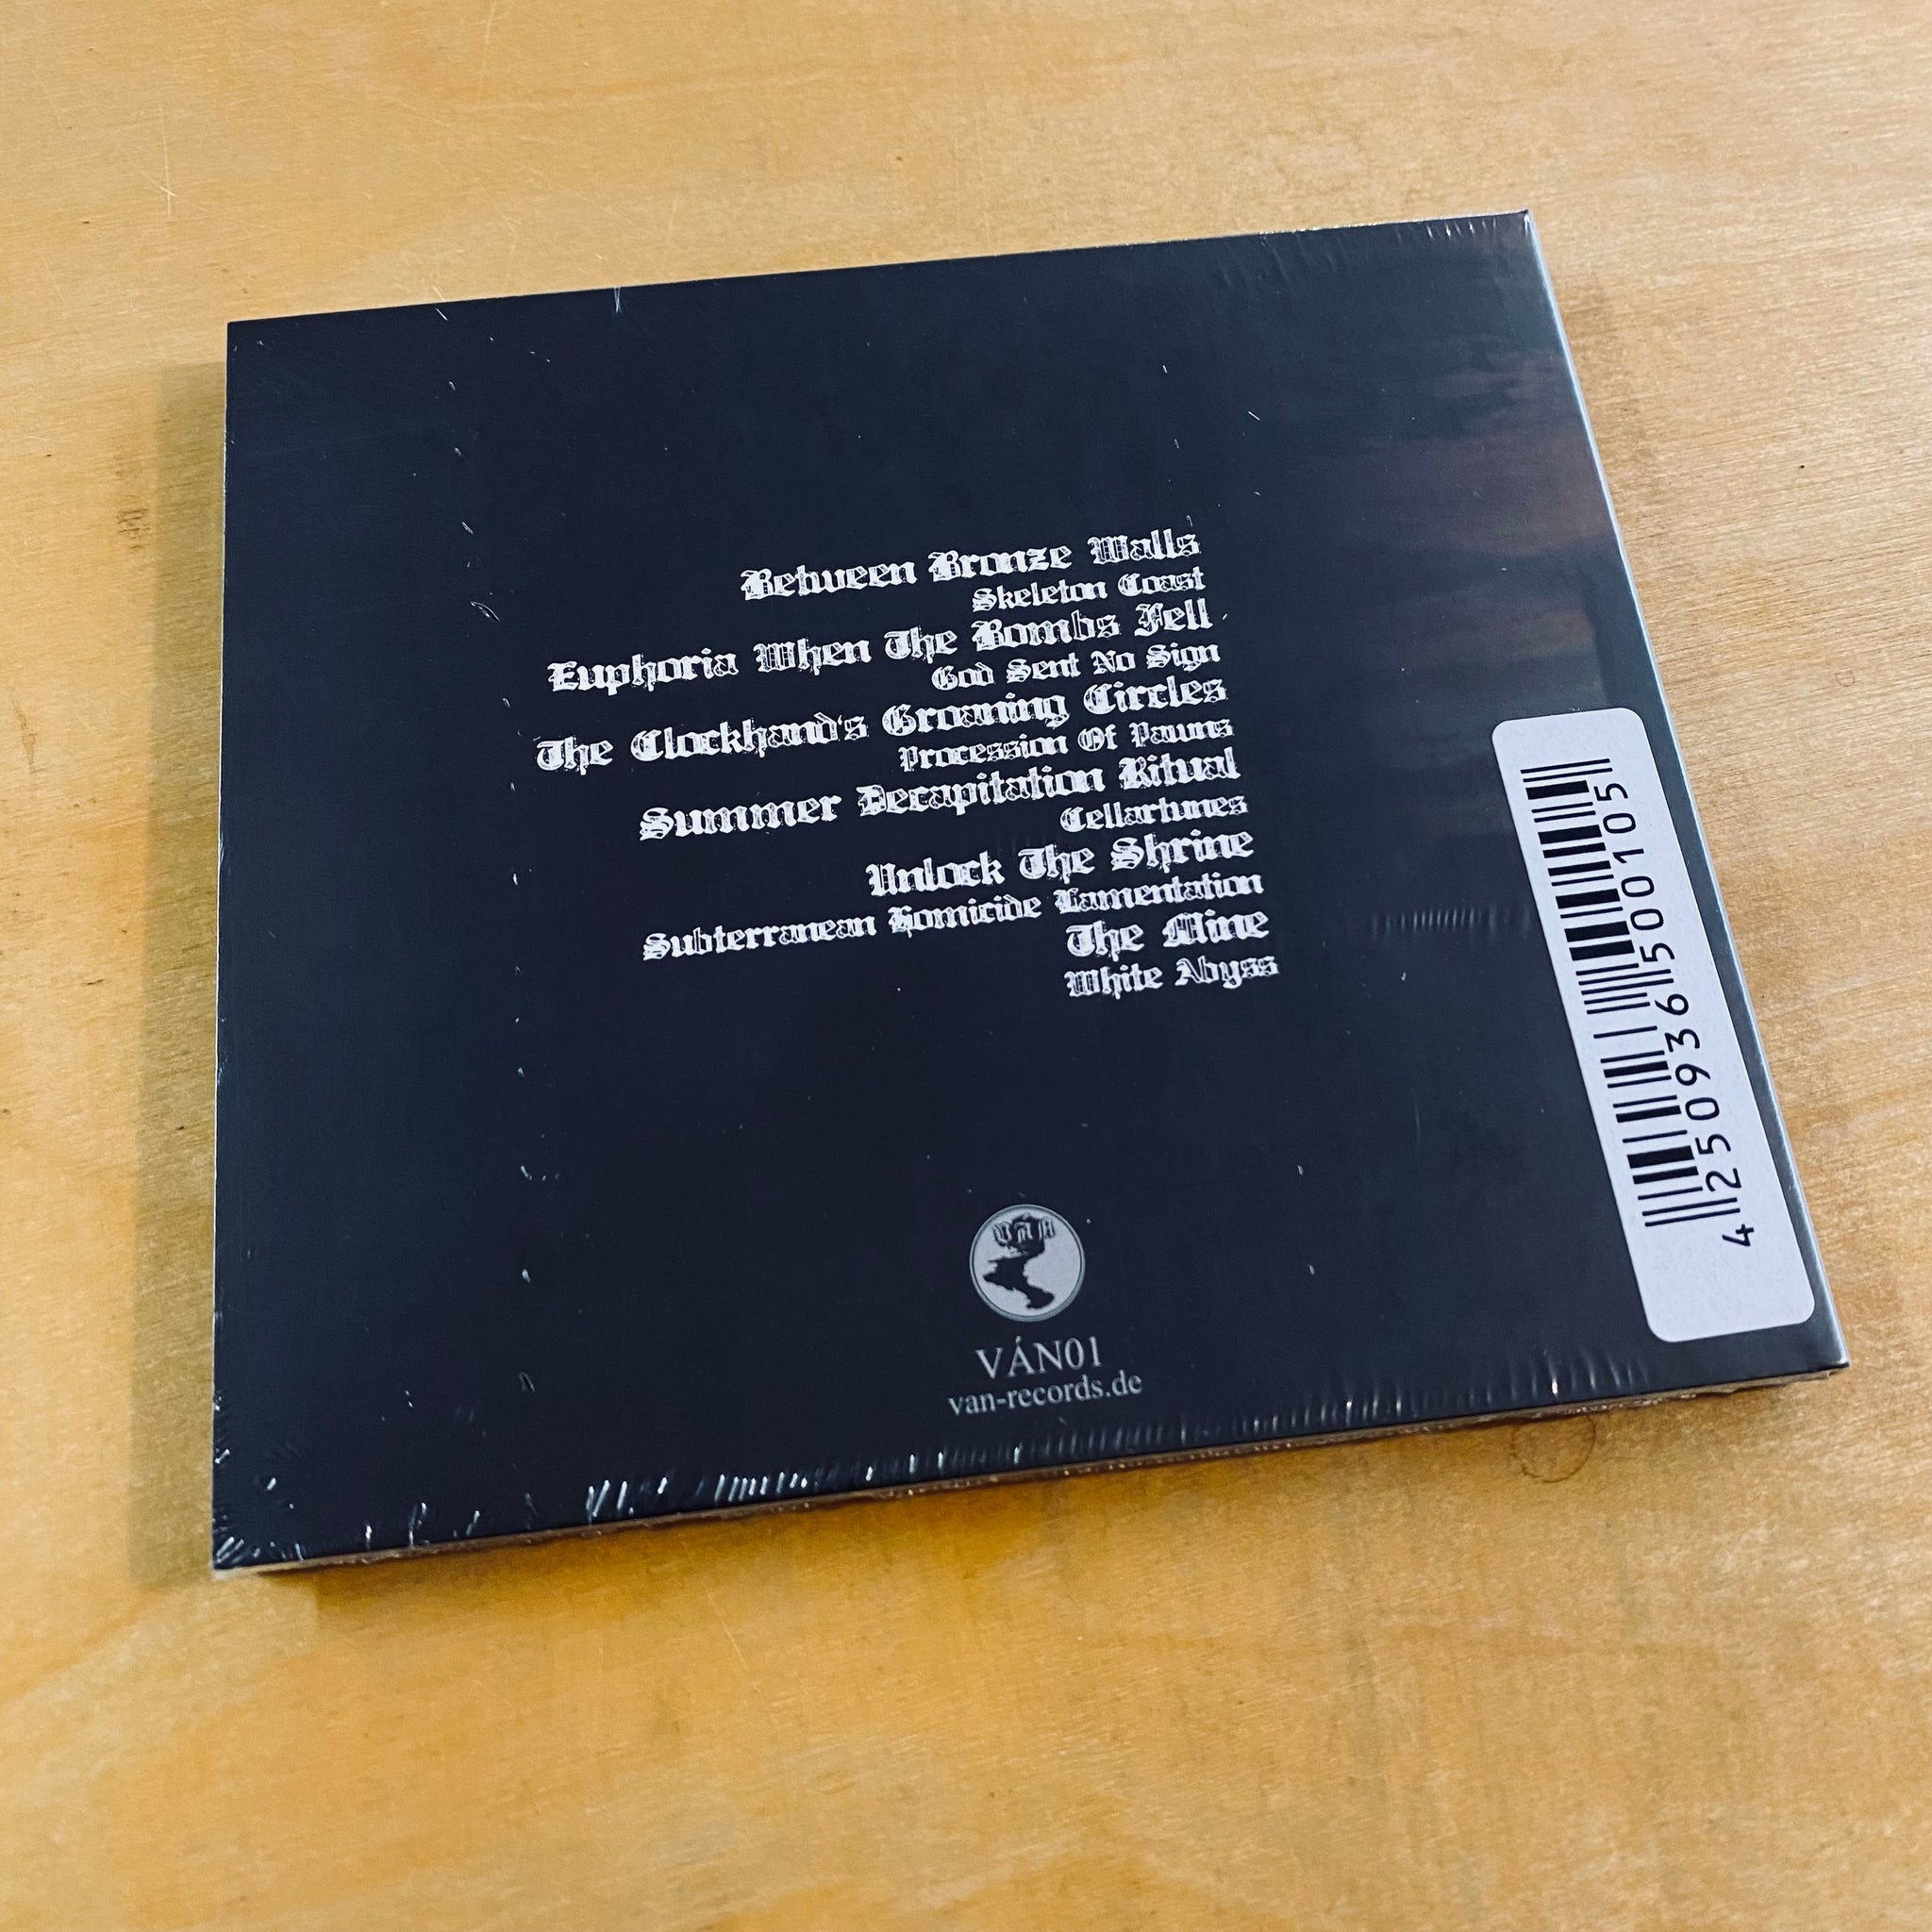 Between Bronze Walls
Skeleton Coast
Euphoria When The Bombs Fell
God Sent No Sign
The Clockhand's Groaning Circles
Procession Of Pawns
Summer Decapitation Ritual
Cellartunes
Unlock The Shrine
Subterranean Homicide Lamentation
The Mine
White Abyss
VÁN
VÁN01
van-records.de
4 250936 500105